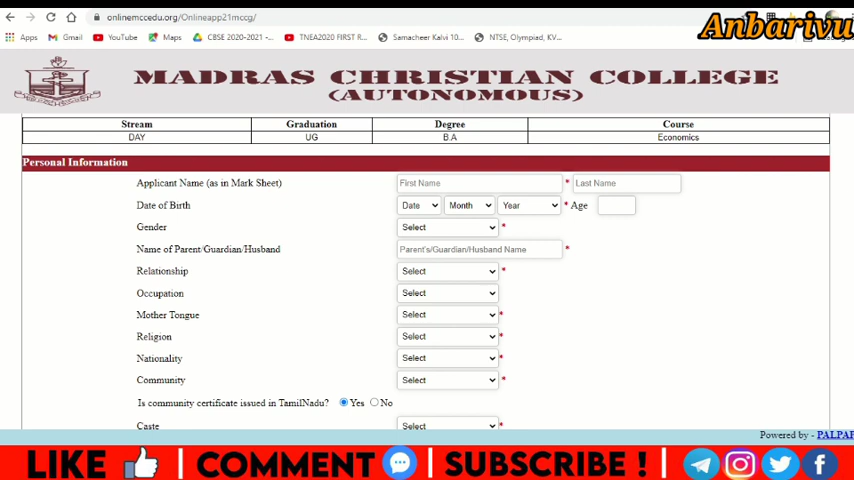 onlinemccedu.org/Onlineapp21mccg/
Anbarivu
Apps Gmail YouTube Maps CBSE 2020-2021 -... TNEA2020 FIRST R... Samacheer Kalvi 10... NTSE, Olympiad, KV...
MADRAS CHRISTIAN COLLEGE
(AUTONOMOUS)
Stream Graduation Degree Course
DAY UG B.A Economics
Personal Information
Applicant Name (as in Mark Sheet) First Name * Last Name
Date of Birth Date Month Year * Age
Gender Select *
Name of Parent/Guardian/Husband Parent's/Guardian/Husband Name *
Relationship Select *
Occupation Select
Mother Tongue Select *
Religion Select *
Nationality Select *
Community Select *
Is community certificate issued in TamilNadu? Yes No
Caste Select *
Powered by - PALPAP
LIKE | COMMENT | SUBSCRIBE ! |